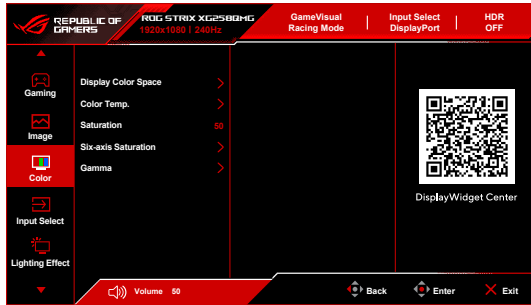 REPUBLIC OF
GAMERS
ROG STRIX XG258QMG
1920x1080 | 240Hz
GameVisual
Racing Mode
Input Select
DisplayPort
HDR
OFF
Gaming
Image
Color
Input Select
Lighting Effect
Display Color Space
Color Temp.
Saturation 50
Six-axis Saturation
Gamma
DisplayWidget Center
Volume 50
Back
Enter
Exit